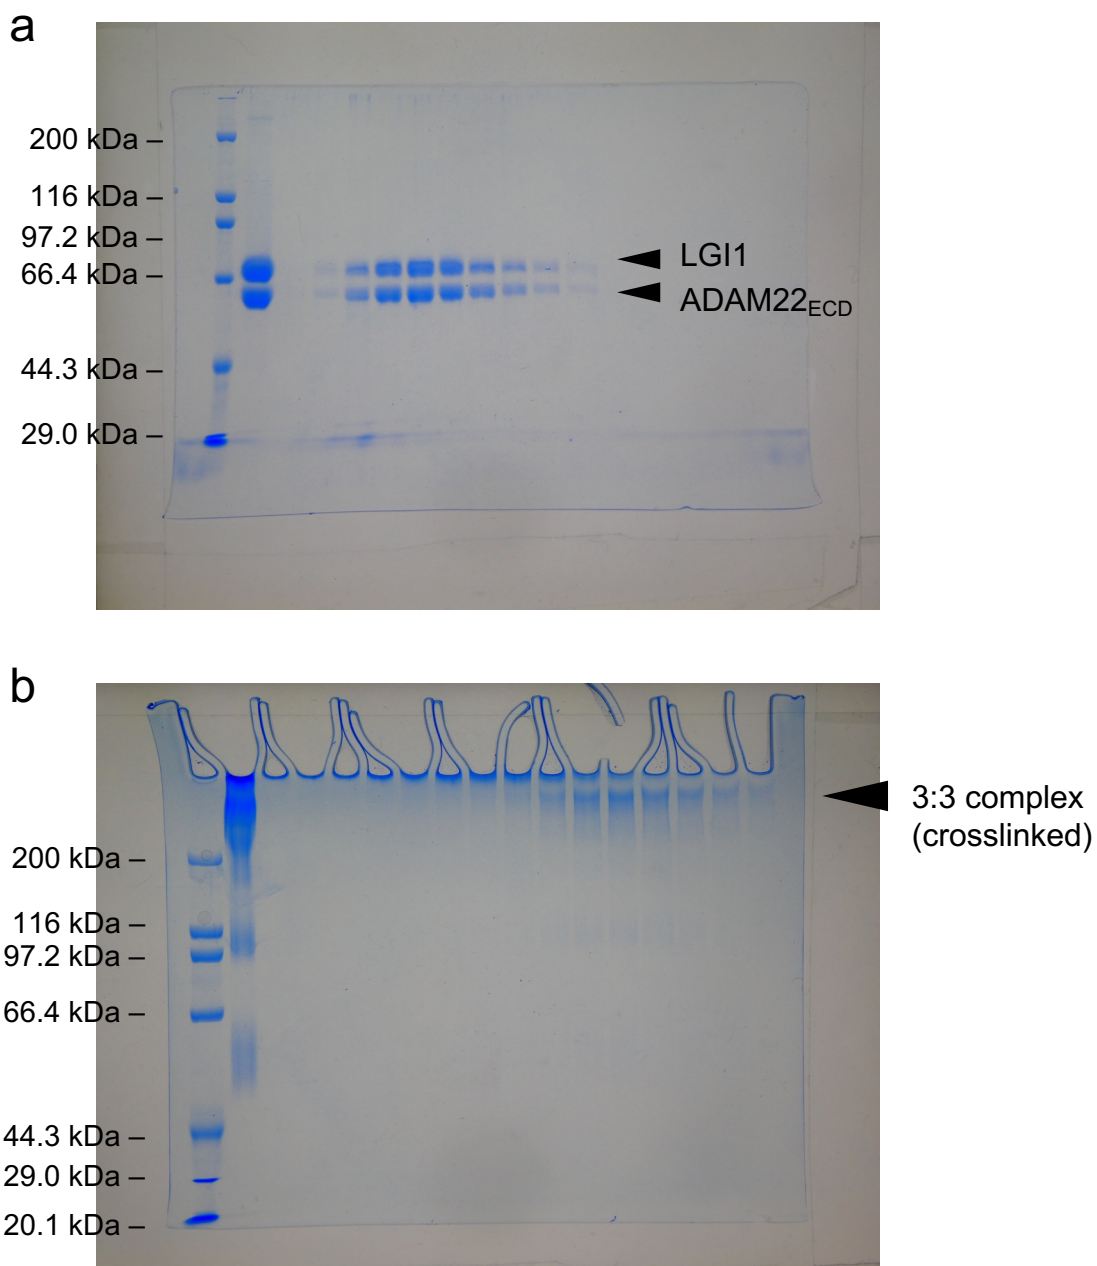 a
200 kDa –
116 kDa –
97.2 kDa –
66.4 kDa –
44.3 kDa –
29.0 kDa –
LGI1
ADAM22ECD
b
200 kDa –
116 kDa –
97.2 kDa –
66.4 kDa –
44.3 kDa –
29.0 kDa –
20.1 kDa –
3:3 complex
(crosslinked)